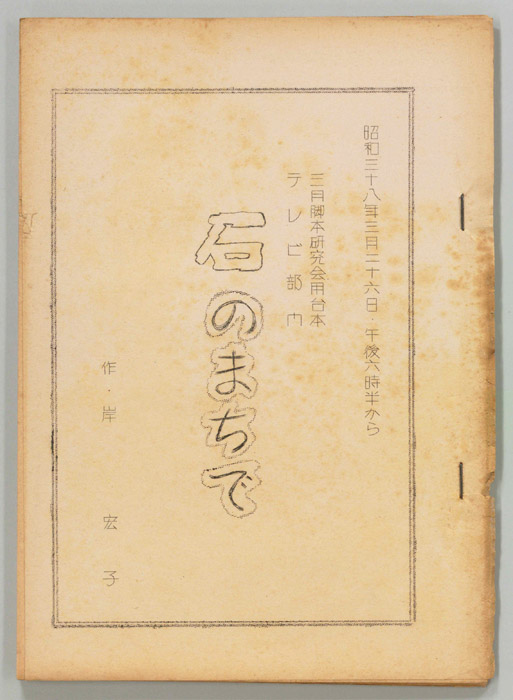 昭和三十八年三月二十六日・午後六時半から
三月脚本研究会用台本
テレビ部内
石のまちで
作・岸 宏子